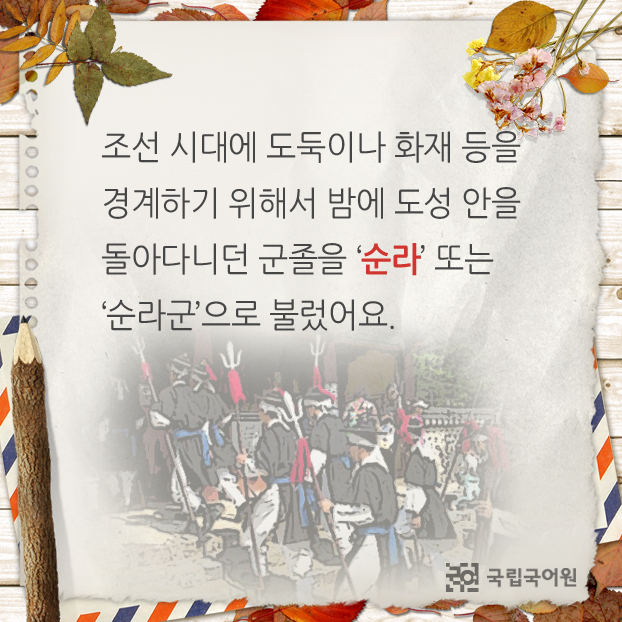 조선 시대에 도둑이나 화재 등을
경계하기 위해서 밤에 도성 안을
돌아다니던 군졸을 ‘순라’ 또는
‘순라군’으로 불렀어요.
국립국어원